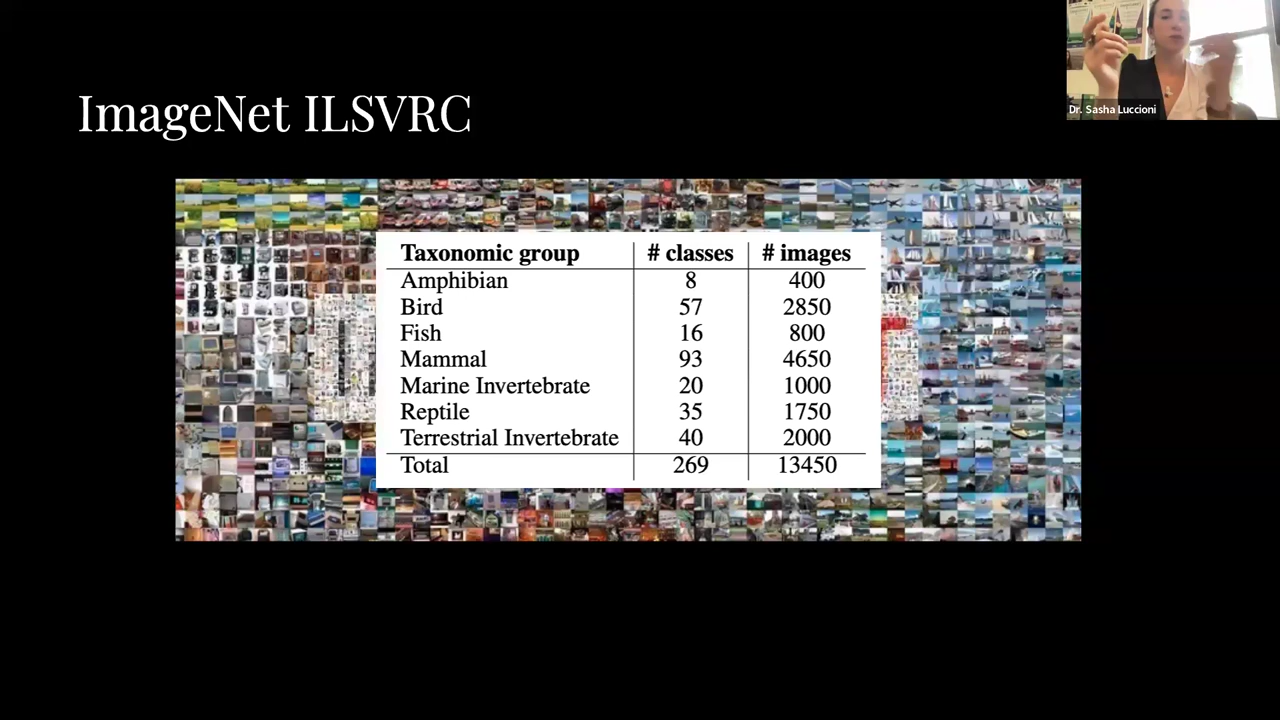 Dr. Sasha Luccioni
ImageNet ILSVRC
Taxonomic group # classes # images
Amphibian 8 400
Bird 57 2850
Fish 16 800
Mammal 93 4650
Marine Invertebrate 20 1000
Reptile 35 1750
Terrestrial Invertebrate 40 2000
Total 269 13450